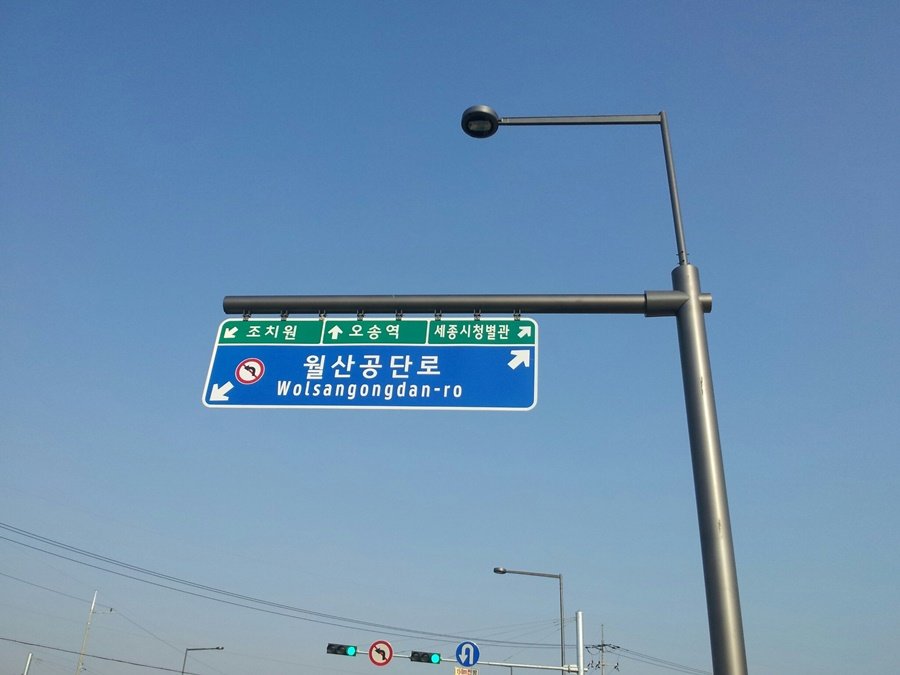 조치원 오송역 세종시청별관
월산공단로
Wolsangongdan-ro